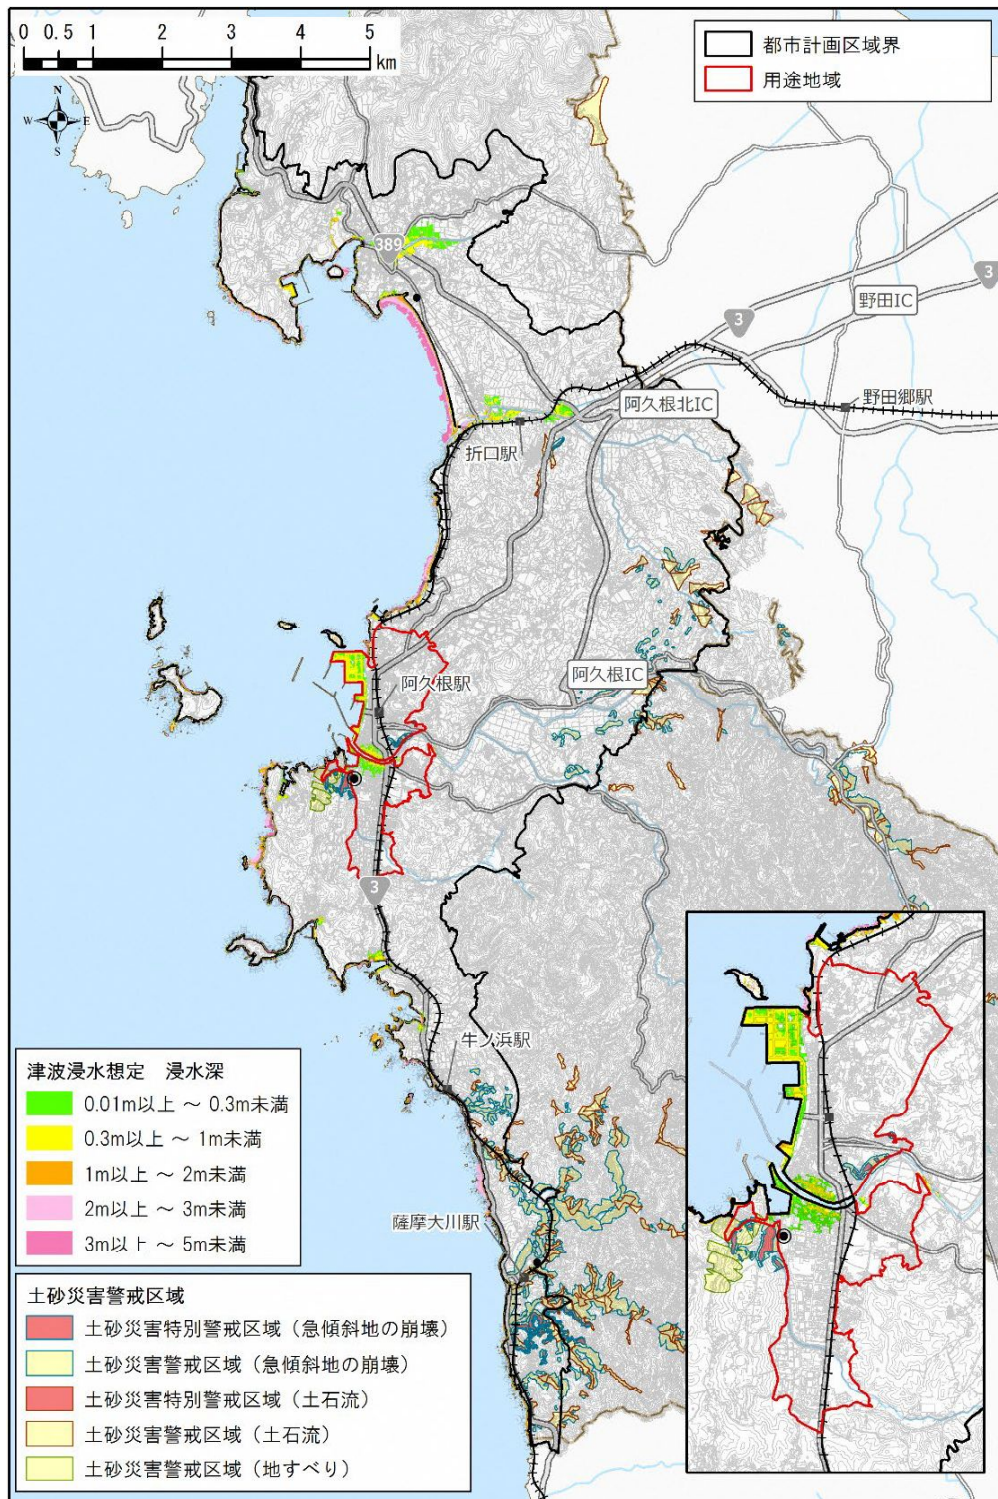 0 0.5 1 2 3 4 5
km
N
W E
S
都市計画区域界
用途地域
389
野田IC
3
3
阿久根北IC
野田郷駅
折口駅
阿久根IC
阿久根駅
3
牛ノ浜駅
薩摩大川駅
津波浸水想定 浸水深
0.01m以上 ～ 0.3m未満
0.3m以上 ～ 1m未満
1m以上 ～ 2m未満
2m以上 ～ 3m未満
3m以上 ～ 5m未満
土砂災害警戒区域
土砂災害特別警戒区域（急傾斜地の崩壊）
土砂災害警戒区域（急傾斜地の崩壊）
土砂災害特別警戒区域（土石流）
土砂災害警戒区域（土石流）
土砂災害警戒区域（地すべり）